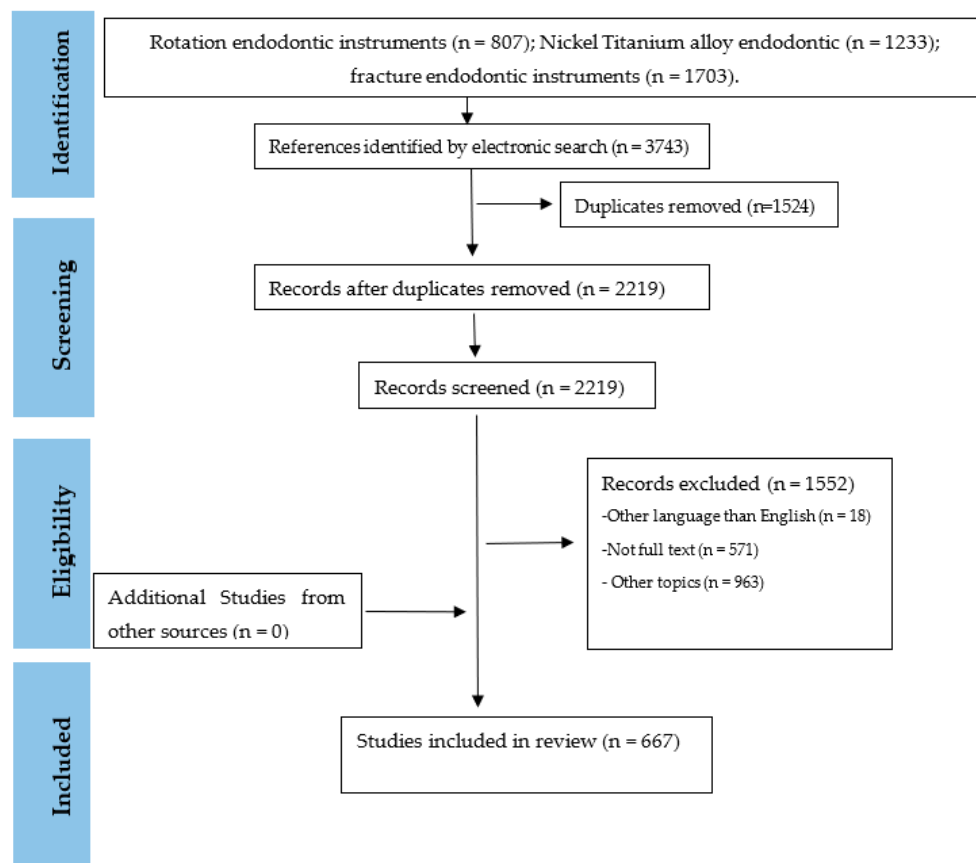 Identification
Rotation endodontic instruments (n = 807); Nickel Titanium alloy endodontic (n = 1233);
fracture endodontic instruments (n = 1703).
References identified by electronic search (n = 3743)
Duplicates removed (n=1524)
Screening
Records after duplicates removed (n = 2219)
Records screened (n = 2219)
Eligibility
Records excluded (n = 1552)
-Other language than English (n = 18)
-Not full text (n = 571)
- Other topics (n = 963)
Additional Studies from
other sources (n = 0)
Included
Studies included in review (n = 667)